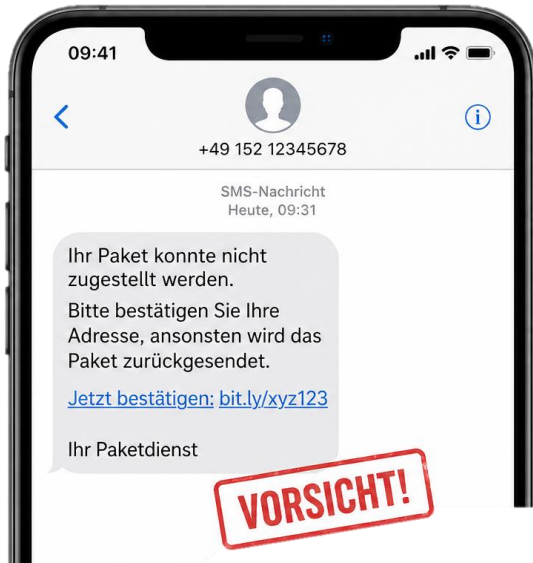 09:41
+49 152 12345678
SMS-Nachricht
Heute, 09:31
Ihr Paket konnte nicht
zugestellt werden.
Bitte bestätigen Sie Ihre
Adresse, ansonsten wird das
Paket zurückgesendet.
Jetzt bestätigen: bit.ly/xyz123
Ihr Paketdienst
VORSICHT!